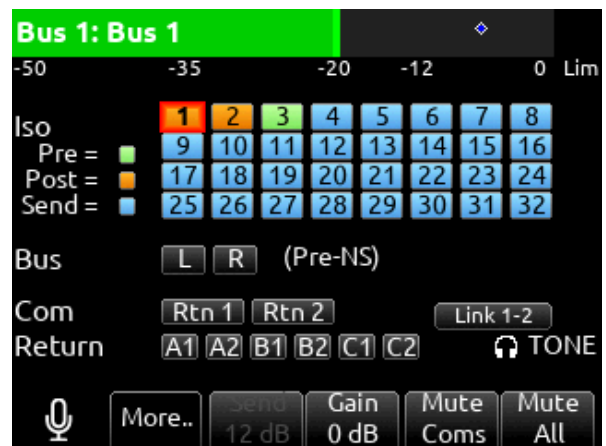 Bus 1: Bus 1
-50 -35 -20 -12 0 Lim
Iso 1 2 3 4 5 6 7 8
Pre = 9 10 11 12 13 14 15 16
Post = 17 18 19 20 21 22 23 24
Send = 25 26 27 28 29 30 31 32
Bus L R (Pre-NS)
Com Rtn 1 Rtn 2 Link 1-2
Return A1 A2 B1 B2 C1 C2 TONE
More.. Send Gain Mute Mute
12 dB 0 dB Coms All